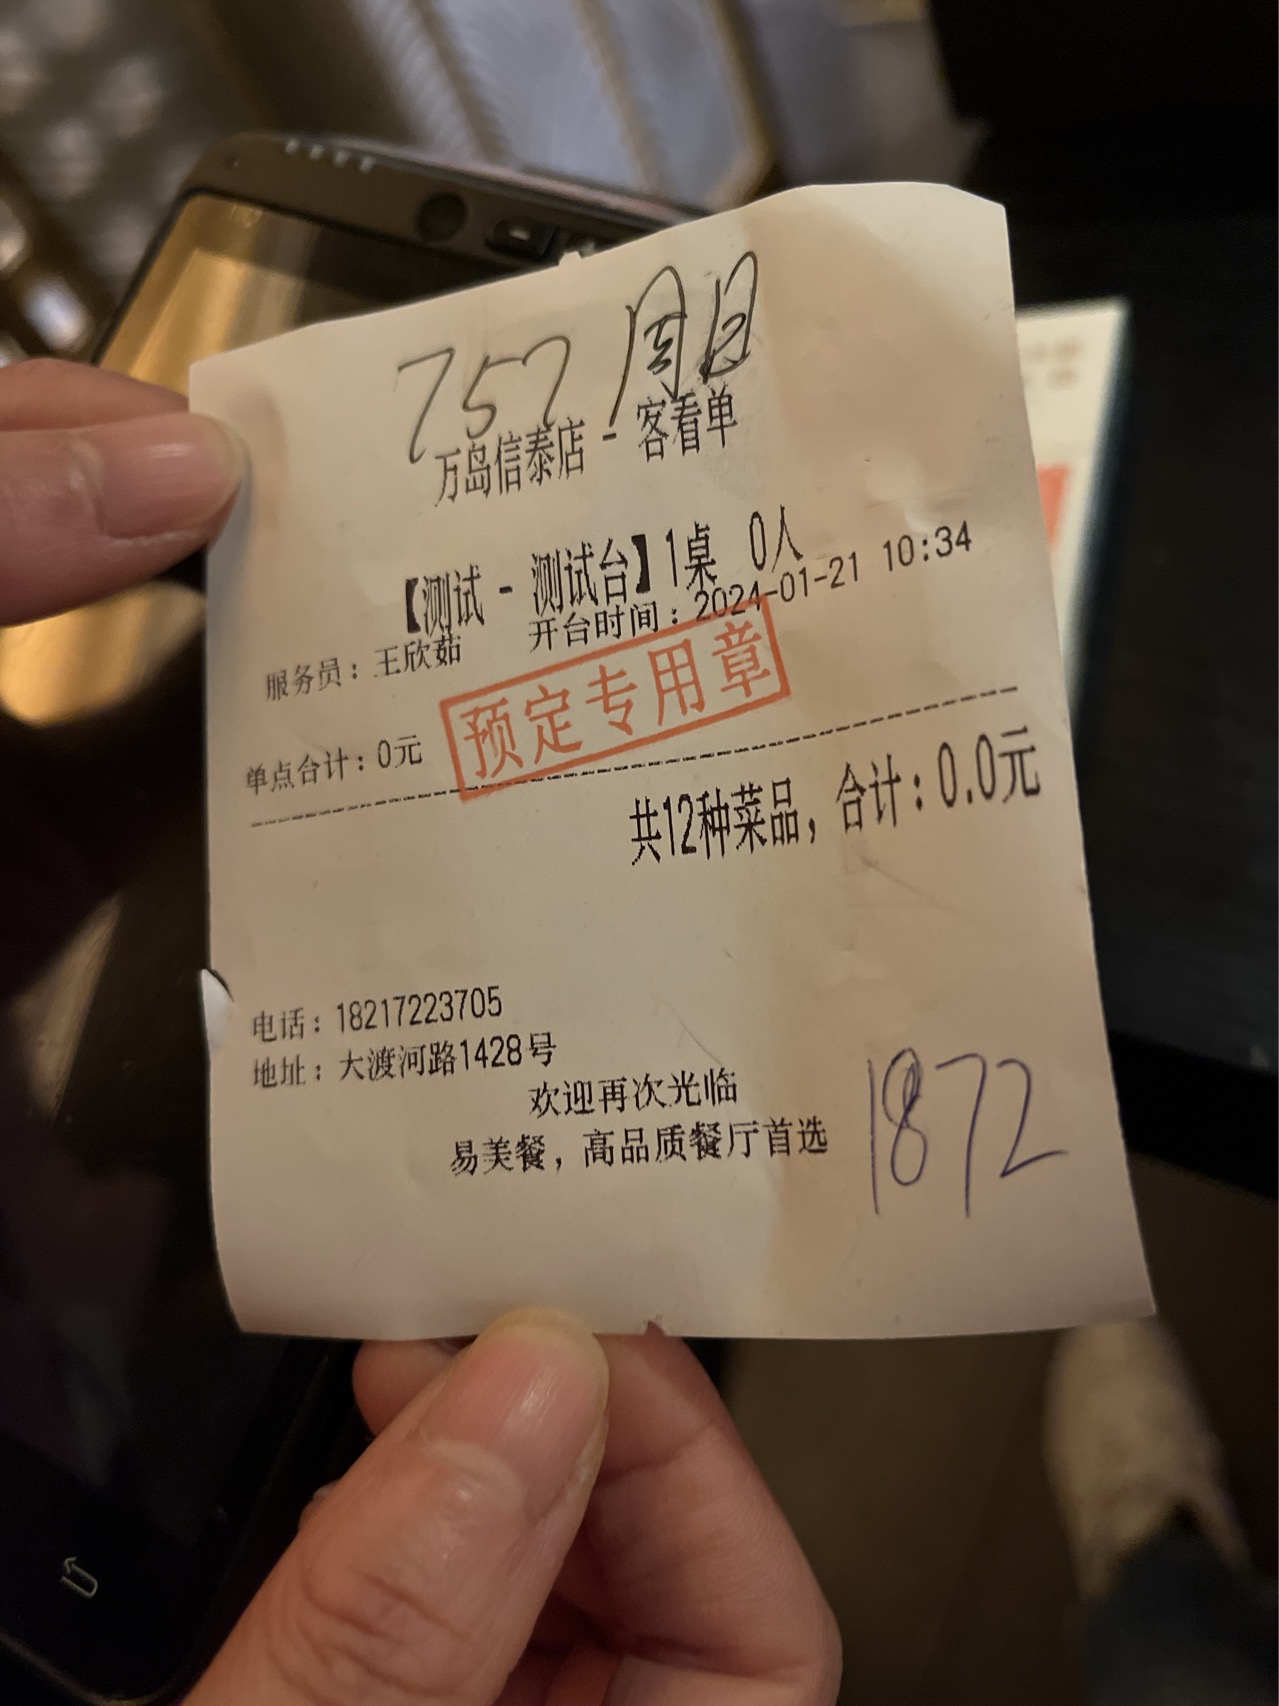 757 周日
万岛信泰店 - 客看单
【测试 - 测试台】1桌 0人
服务员：王欣茹 开台时间：2024-01-21 10:34
预定专用章
单点合计：0元
共12种菜品，合计：0.0元
电话：18217223705
地址：大渡河路1428号
欢迎再次光临
易美餐，高品质餐厅首选
1872